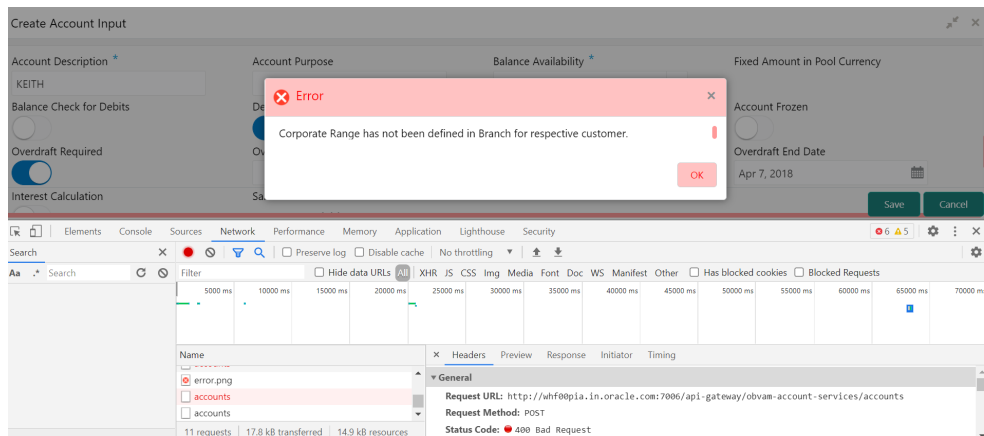 Create Account Input
Account Description *
Account Purpose
Balance Availability *
Fixed Amount in Pool Currency
KEITH
Error
Balance Check for Debits
De
Account Frozen
Corporate Range has not been defined in Branch for respective customer.
Overdraft Required
Ov
Overdraft End Date
OK
Apr 7, 2018
Interest Calculation
Sa
Save Cancel
Elements Console Sources Network Performance Memory Application Lighthouse Security 6 5
Search Preserve log Disable cache No throttling
Aa .* Search Filter Hide data URLs All XHR JS CSS Img Media Font Doc WS Manifest Other Has blocked cookies Blocked Requests
5000 ms 10000 ms 15000 ms 20000 ms 25000 ms 30000 ms 35000 ms 40000 ms 45000 ms 50000 ms 55000 ms 60000 ms 65000 ms 70000 m
Name
Headers Preview Response Initiator Timing
error.png
General
accounts
Request URL: http://whf00pia.in.oracle.com:7006/api-gateway/obvam-account-services/accounts
accounts
Request Method: POST
11 requests 17.8 kB transferred 14.9 kB resources
Status Code: 400 Bad Request